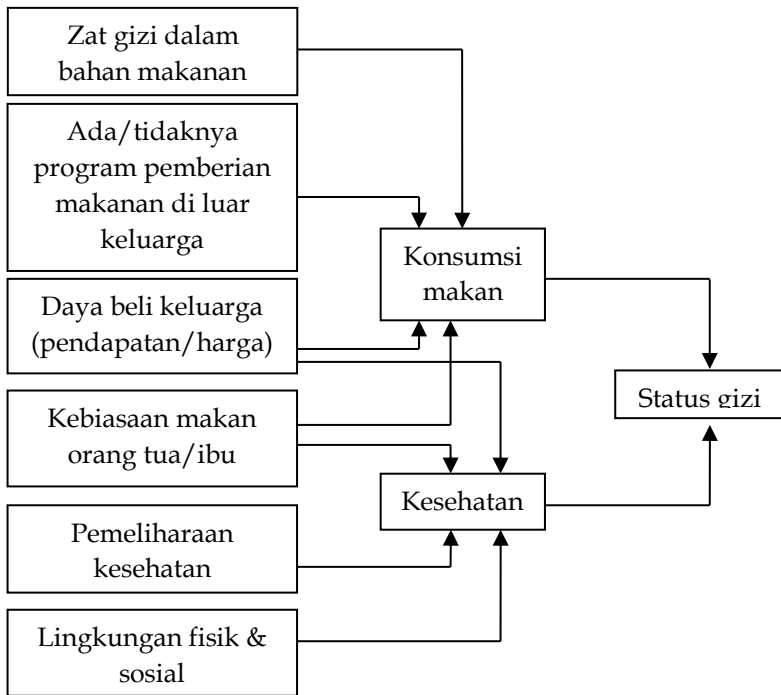 Zat gizi dalam
bahan makanan
Ada/tidaknya
program pemberian
makanan di luar
keluarga
Daya beli keluarga
(pendapatan/harga)
Kebiasaan makan
orang tua/ibu
Pemeliharaan
kesehatan
Lingkungan fisik &
sosial
Konsumsi
makan
Kesehatan
Status gizi